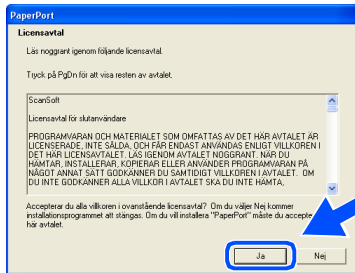 PaperPort
Licensavtal
Läs noggrant igenom följande licensavtal.
Tryck på PgDn för att visa resten av avtalet.
ScanSoft
Licensavtal för slutanvändare
PROGRAMVARAN OCH MATERIALET SOM OMFATTAS AV DET HÄR AVTALET ÄR
LICENSERADE, INTE SÅLDA, OCH FÅR ENDAST ANVÄNDAS ENLIGT VILLKOREN I
DET HÄR LICENSAVTALET. LÄS IGENOM AVTALET NOGGRANT. NÄR DU
HÄMTAR, INSTALLERAR, KOPIERAR ELLER ANVÄNDER PROGRAMVARAN PÅ
NÅGOT ANNAT SÄTT GODKÄNNER DU SAMTIDIGT VILLKOREN I AVTALET. OM
DU INTE GODKÄNNER ALLA VILLKOR I AVTALET SKA DU INTE HÄMTA,
Accepterar du alla villkoren i ovanstående licensavtal? Om du väljer Nej kommer
installationsprogrammet att stängas. Om du vill installera "PaperPort" måste du accepte
här avtalet.
Ja
Nej